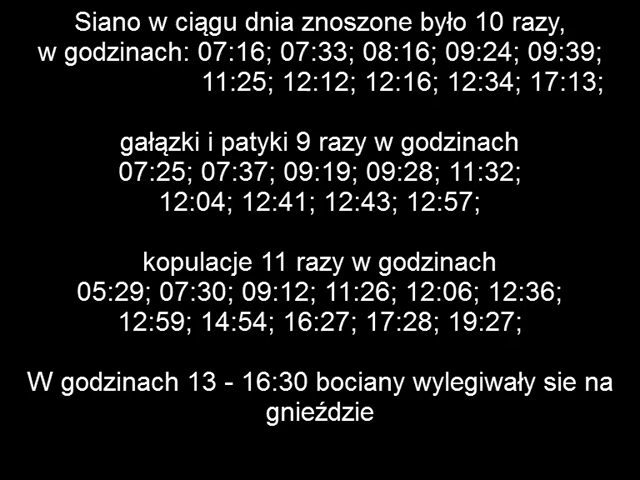 Siano w ciągu dnia znoszone było 10 razy,
w godzinach: 07:16; 07:33; 08:16; 09:24; 09:39;
11:25; 12:12; 12:16; 12:34; 17:13;
gałązki i patyki 9 razy w godzinach
07:25; 07:37; 09:19; 09:28; 11:32;
12:04; 12:41; 12:43; 12:57;
kopulacje 11 razy w godzinach
05:29; 07:30; 09:12; 11:26; 12:06; 12:36;
12:59; 14:54; 16:27; 17:28; 19:27;
W godzinach 13 - 16:30 bociany wylegiwały sie na
gnieździe